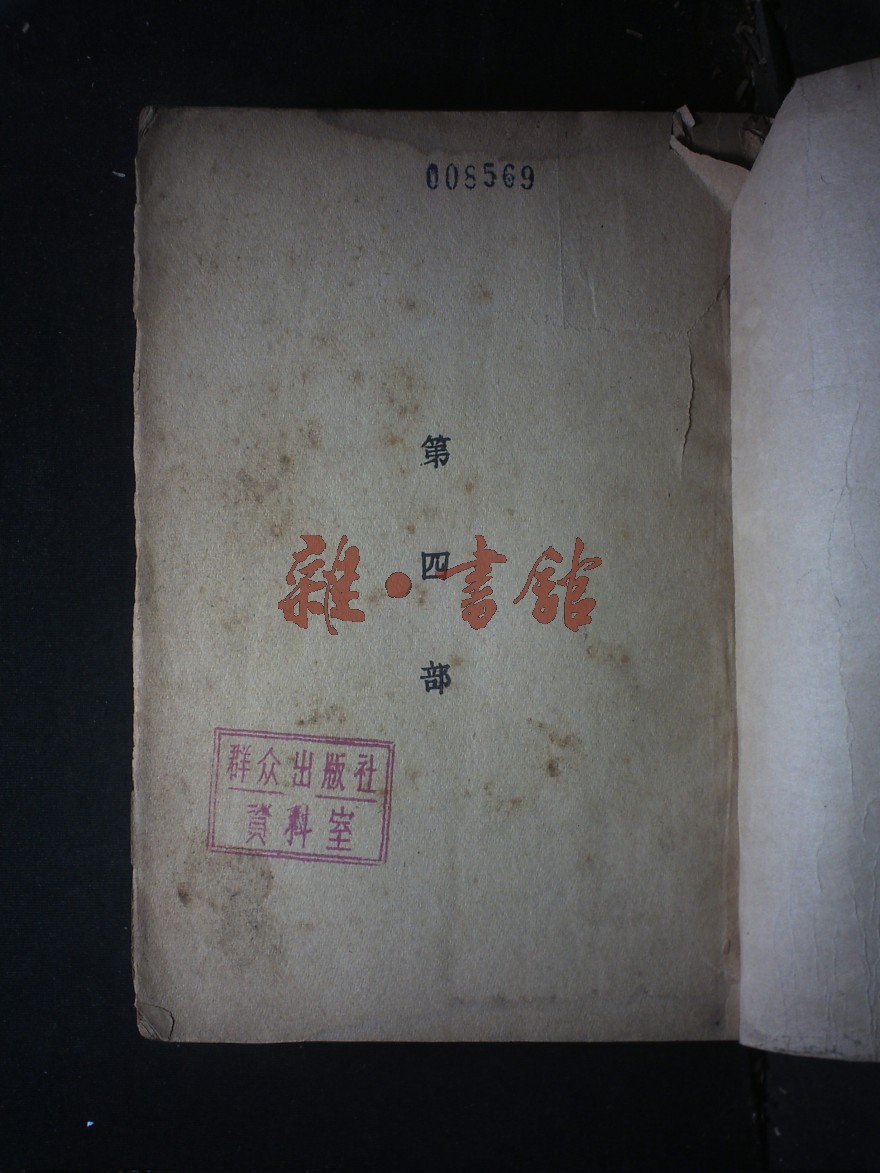 008569
第四部
雜·書館
群众出版社
資料室